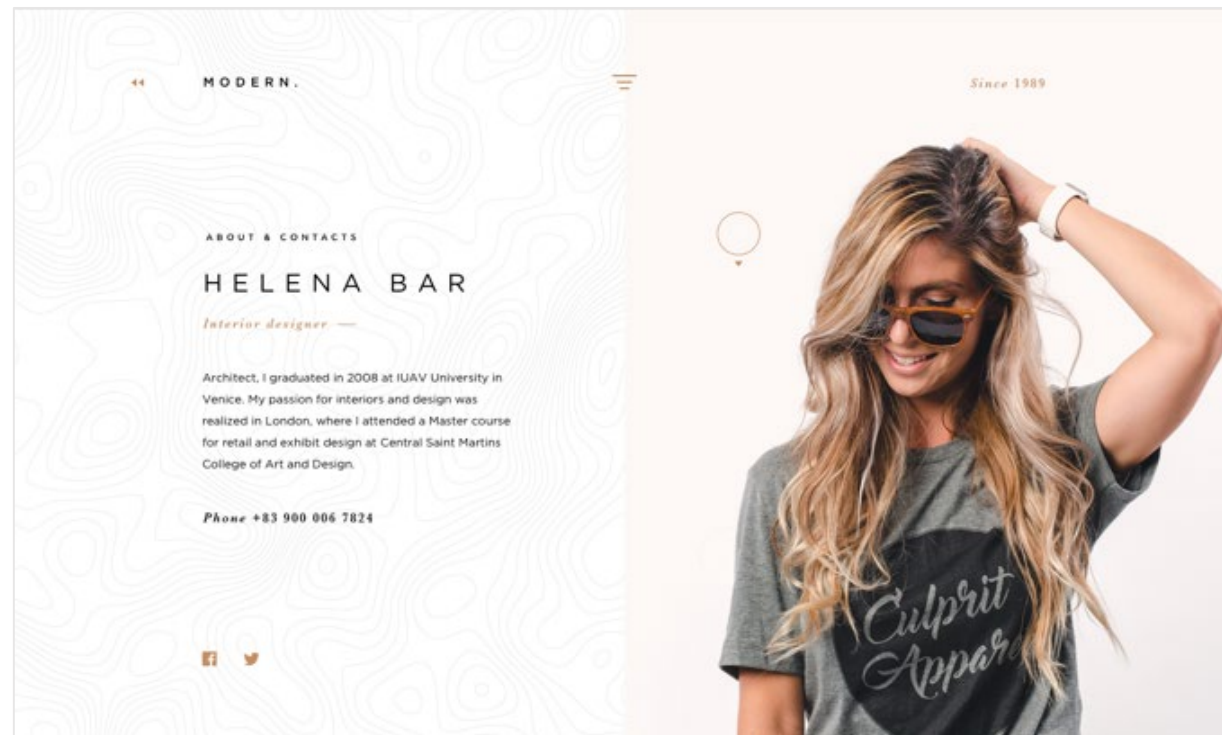 MODERN.
Since 1989
ABOUT & CONTACTS
HELENA BAR
Interior designer —
Architect, I graduated in 2008 at IUAV University in
Venice. My passion for interiors and design was
realized in London, where I attended a Master course
for retail and exhibit design at Central Saint Martins
College of Art and Design.
Phone +83 900 006 7824
Culprit